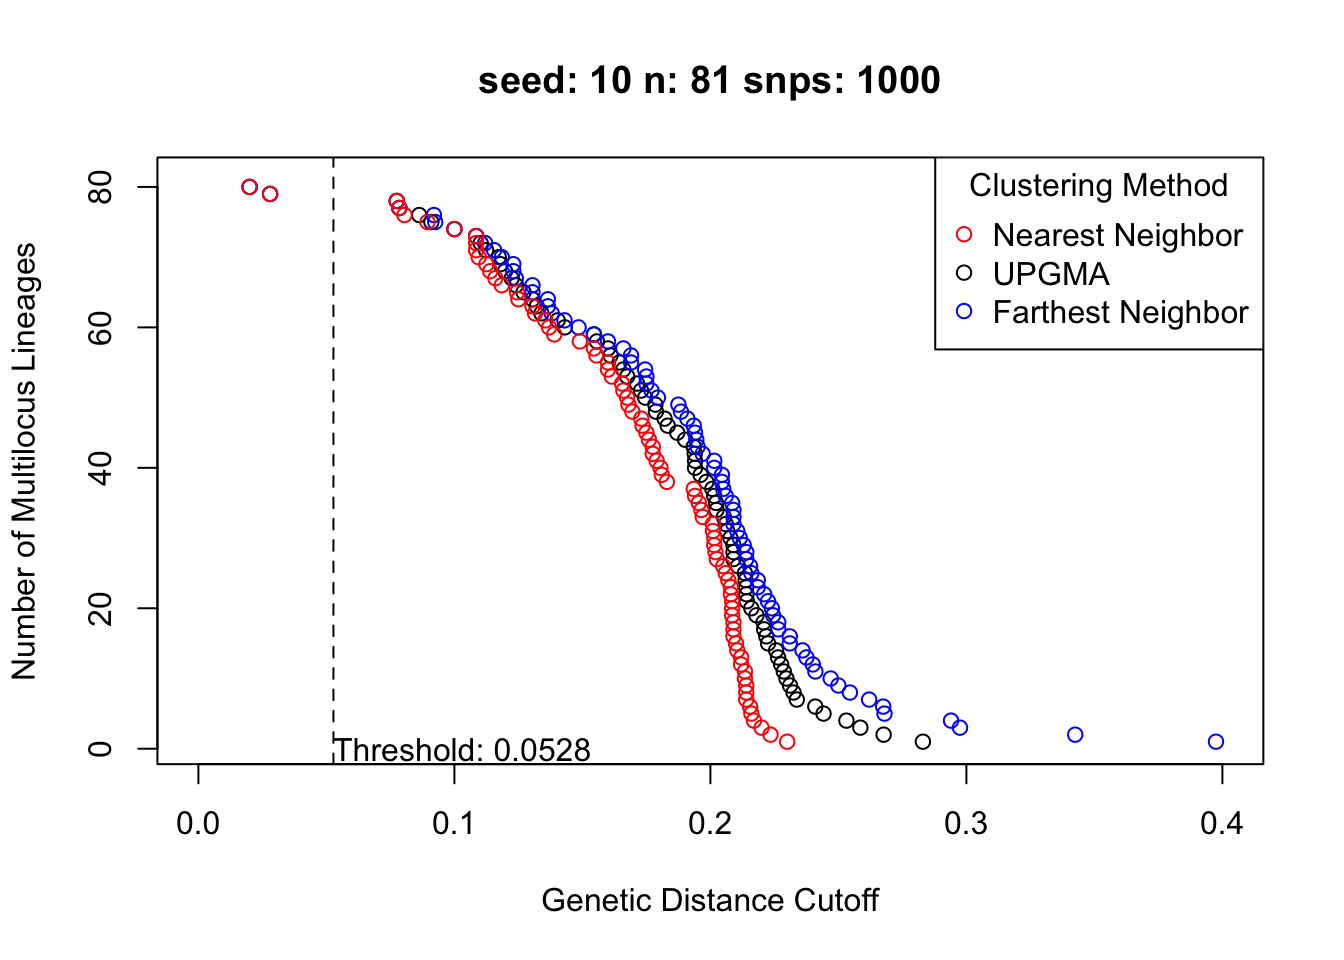 seed: 10 n: 81 snps: 1000
Clustering Method
Nearest Neighbor
UPGMA
Farthest Neighbor
Number of Multilocus Lineages
80
60
40
20
0
Threshold: 0.0528
0.0 0.1 0.2 0.3 0.4
Genetic Distance Cutoff